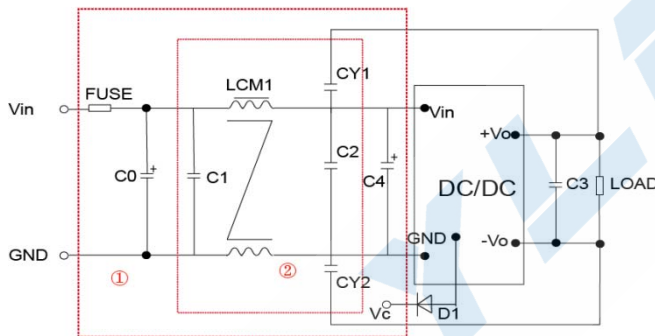 FUSE
LCM1
CY1
Vin
Vin
+Vo
C0
+
C1
C2
C4
+
DC/DC
C3
LOAD
GND
GND
-Vo
①
②
CY2
Vc
D1